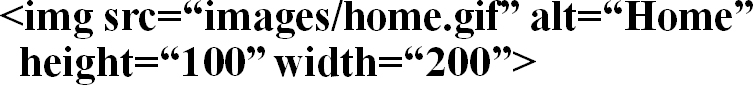 <img src=“images/home.gif” alt=“Home”
height=“100” width=“200”>